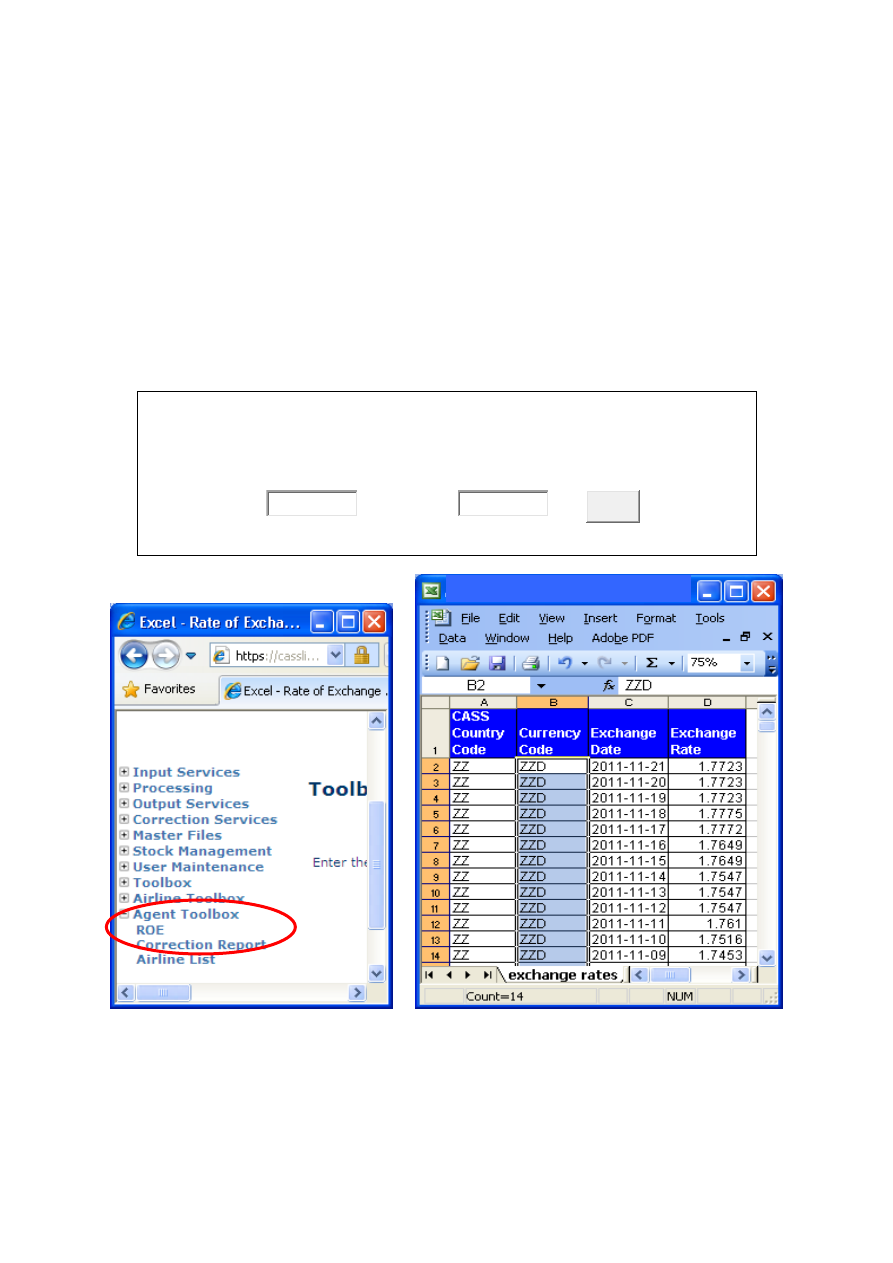 Excel - Rate of Excha...
https://cassli...
Favorites
Excel - Rate of Exchange .
Input Services
Processing
Output Services
Correction Services
Master Files
Stock Management
User Maintenance
Toolbox
Airline Toolbox
Agent Toolbox
ROE
Correction Report
Airline List
Toolb
Enter the
File Edit View Insert Format Tools
Data Window Help Adobe PDF
75%
B2 fx ZZD
A B C D
1 CASS Country Code Currency Code Exchange Date Exchange Rate
2 ZZ ZZD 2011-11-21 1.7723
3 ZZ ZZD 2011-11-20 1.7723
4 ZZ ZZD 2011-11-19 1.7723
5 ZZ ZZD 2011-11-18 1.7775
6 ZZ ZZD 2011-11-17 1.7772
7 ZZ ZZD 2011-11-16 1.7649
8 ZZ ZZD 2011-11-15 1.7649
9 ZZ ZZD 2011-11-14 1.7547
10 ZZ ZZD 2011-11-13 1.7547
11 ZZ ZZD 2011-11-12 1.7547
12 ZZ ZZD 2011-11-11 1.761
13 ZZ ZZD 2011-11-10 1.7516
14 ZZ ZZD 2011-11-09 1.7453
exchange rates
Count=14 NUM